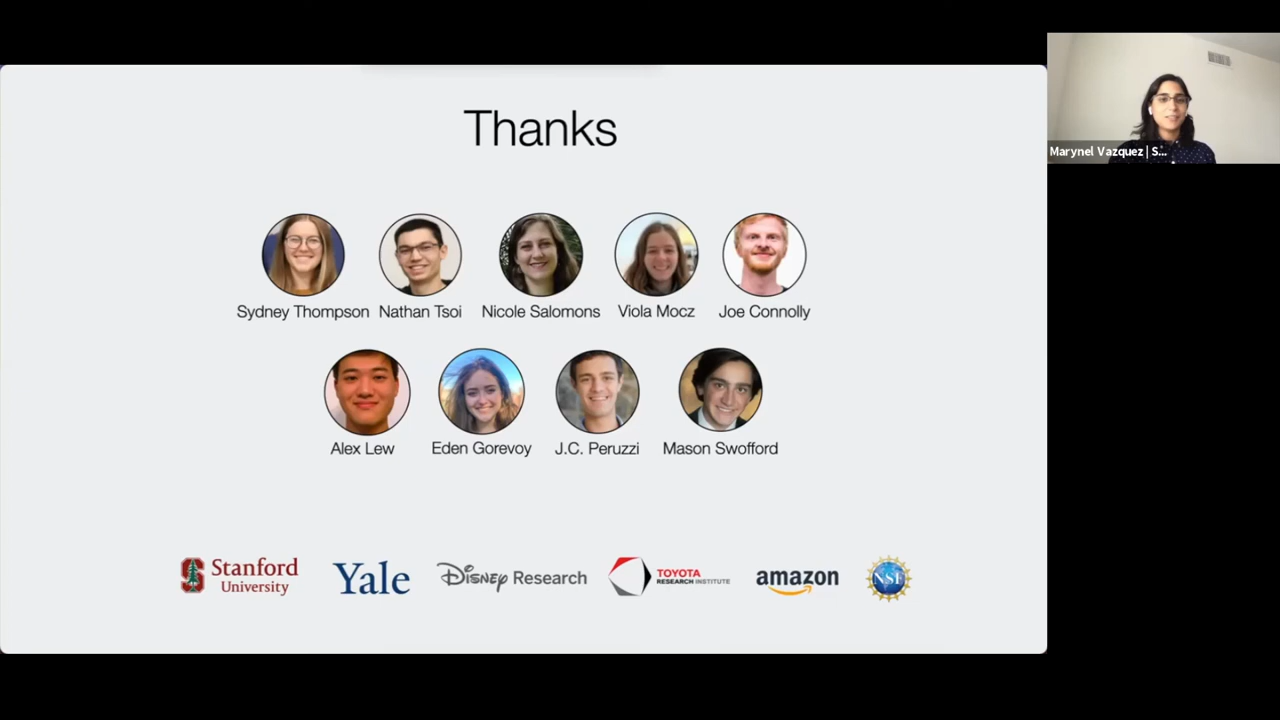 Thanks
Marynel Vazquez | S...
Sydney Thompson
Nathan Tsoi
Nicole Salomons
Viola Mocz
Joe Connolly
Alex Lew
Eden Gorevoy
J.C. Peruzzi
Mason Swofford
Stanford
University
Yale
Disney Research
TOYOTA
RESEARCH INSTITUTE
amazon
NSF